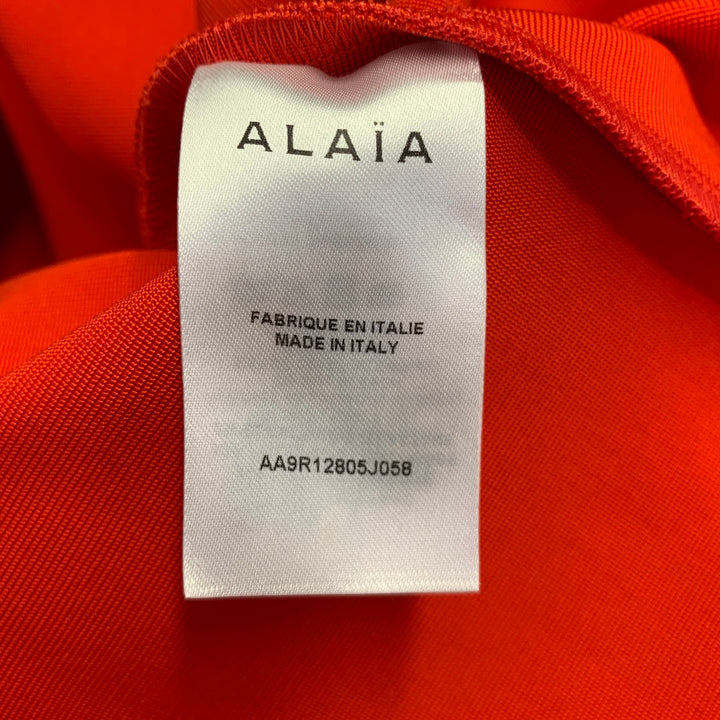 ALAÏA
FABRIQUE EN ITALIE
MADE IN ITALY
AA9R12805J058